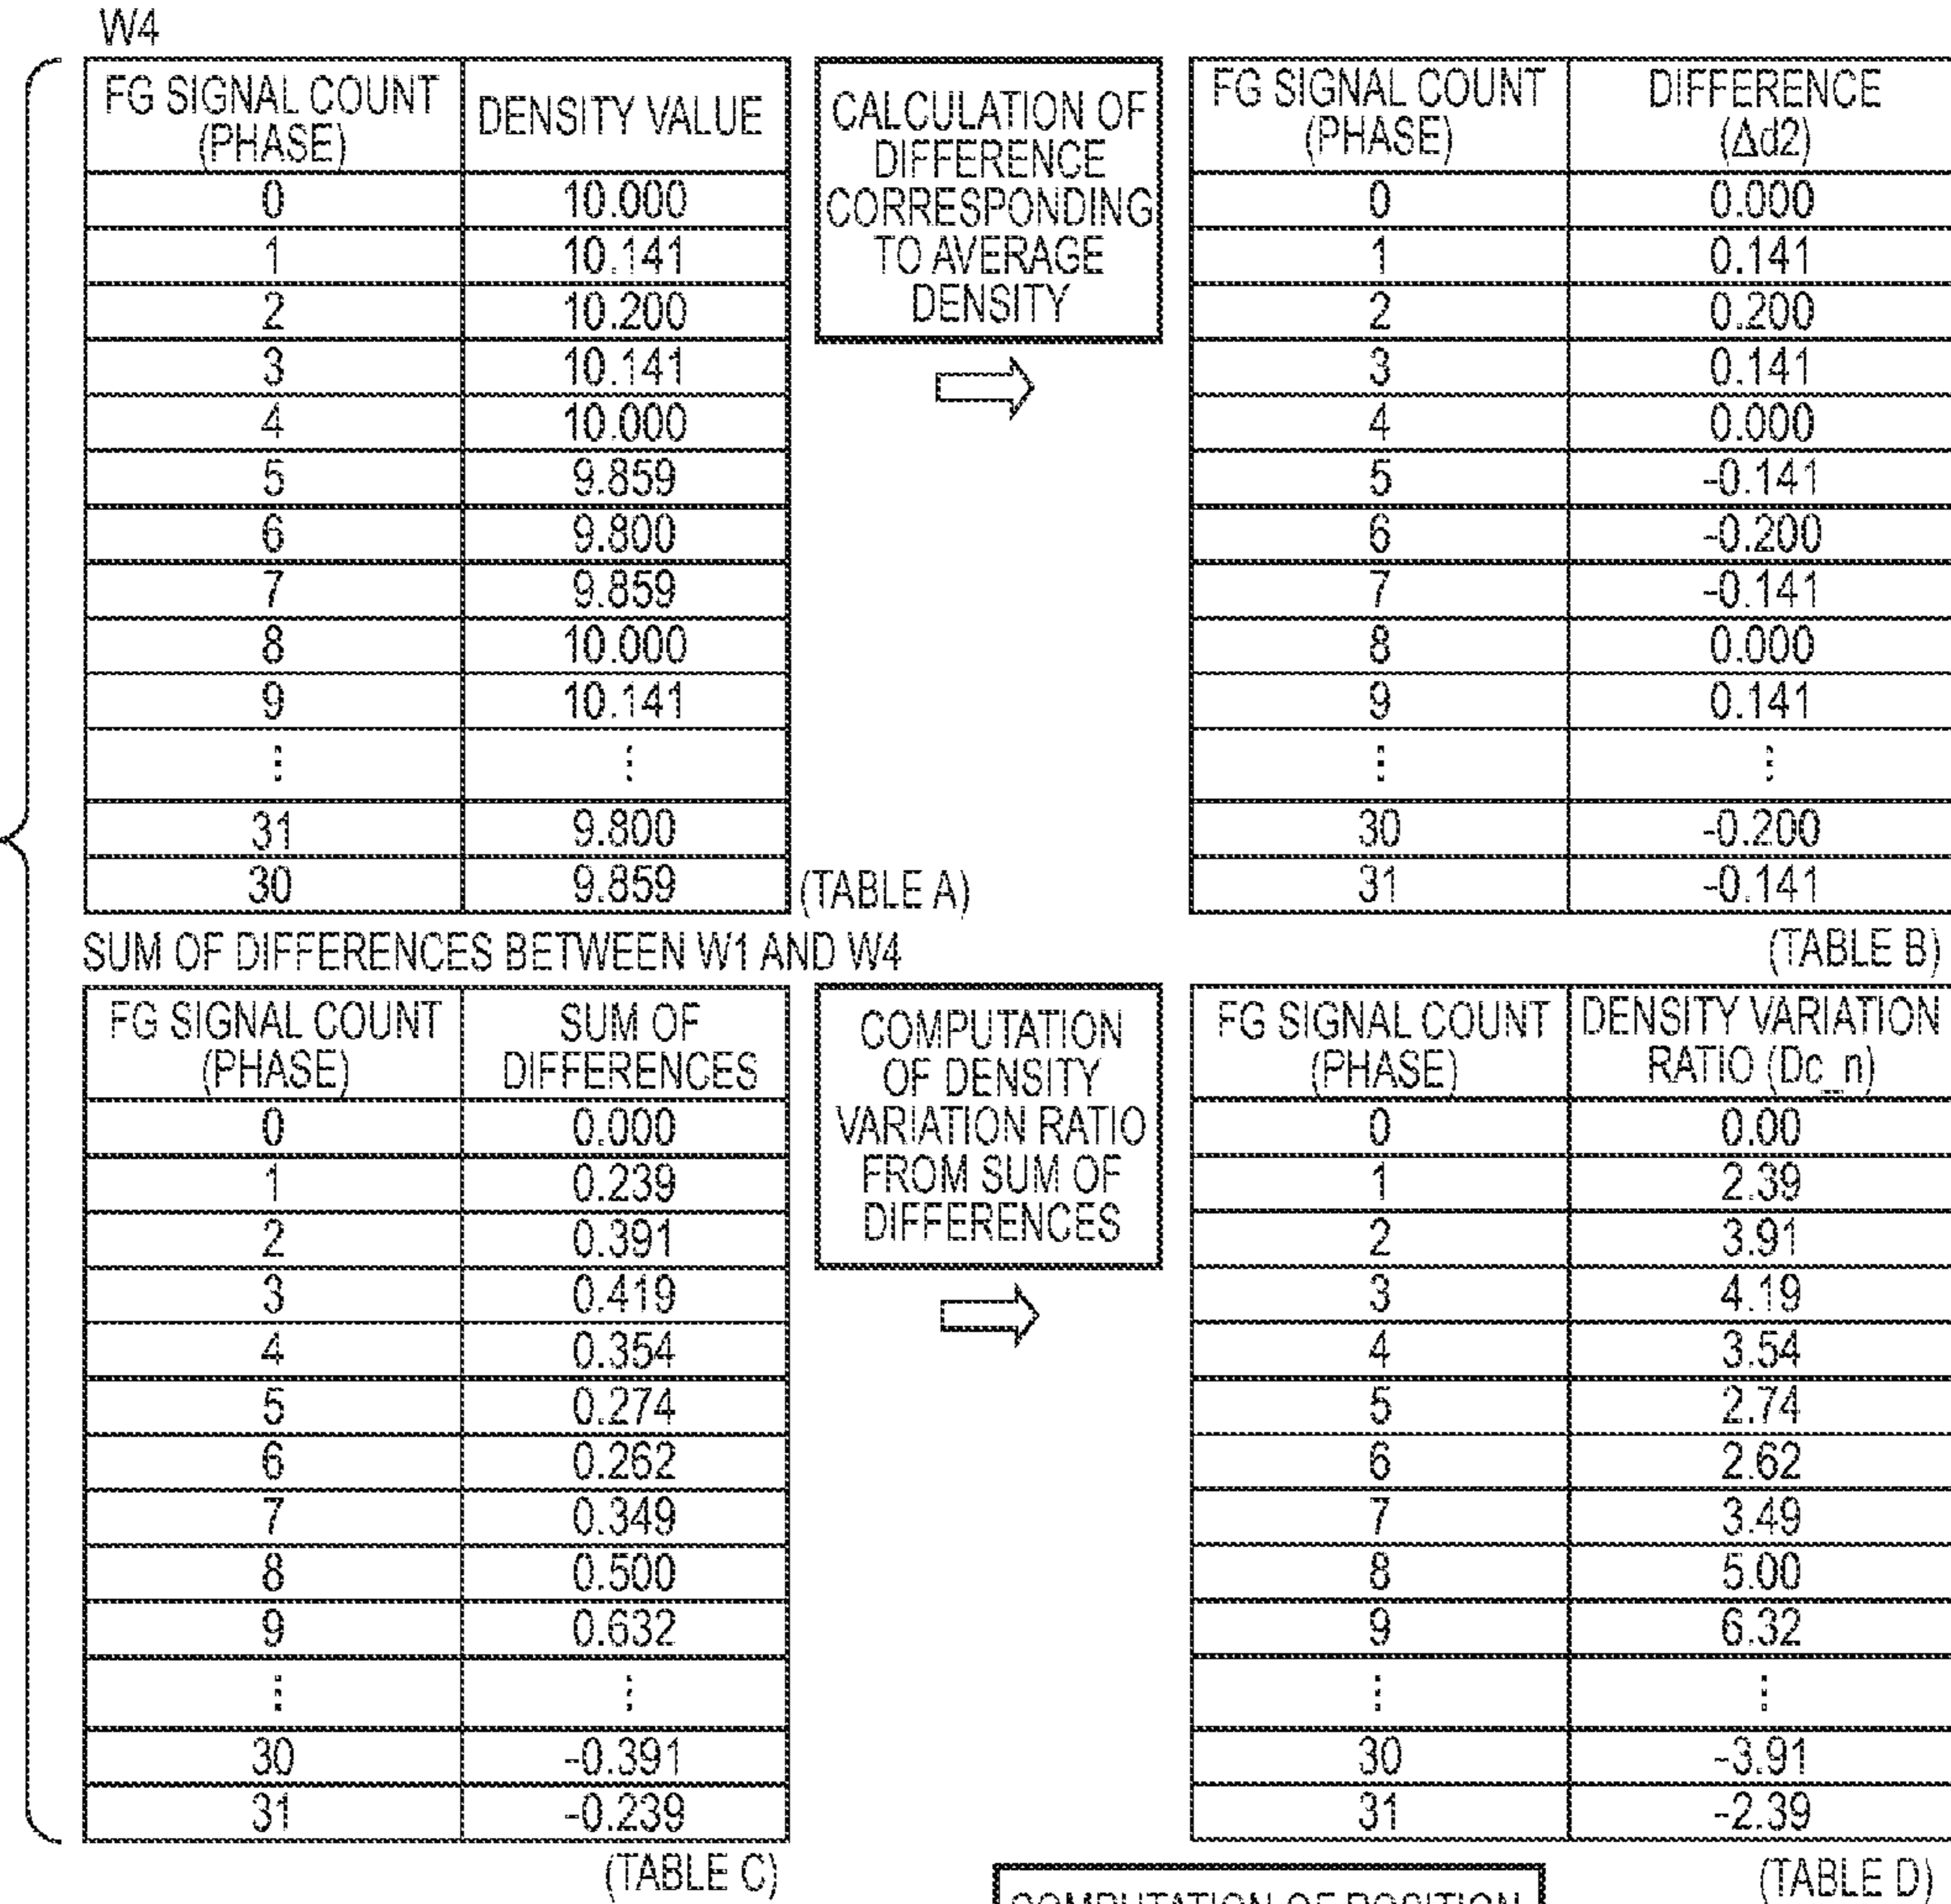 W4
FG SIGNAL COUNT (PHASE) DENSITY VALUE
0 10.000
1 10.141
2 10.200
3 10.141
4 10.000
5 9.859
6 9.800
7 9.859
8 10.000
9 10.141
⋮ ⋮
31 9.800
30 9.859
(TABLE A)
CALCULATION OF
DIFFERENCE
CORRESPONDING
TO AVERAGE
DENSITY
FG SIGNAL COUNT (PHASE) DIFFERENCE (Δd2)
0 0.000
1 0.141
2 0.200
3 0.141
4 0.000
5 -0.141
6 -0.200
7 -0.141
8 0.000
9 0.141
⋮ ⋮
30 -0.200
31 -0.141
(TABLE B)
SUM OF DIFFERENCES BETWEEN W1 AND W4
FG SIGNAL COUNT (PHASE) SUM OF DIFFERENCES
0 0.000
1 0.239
2 0.391
3 0.419
4 0.354
5 0.274
6 0.262
7 0.349
8 0.500
9 0.632
⋮ ⋮
30 -0.391
31 -0.239
(TABLE C)
COMPUTATION
OF DENSITY
VARIATION RATIO
FROM SUM OF
DIFFERENCES
FG SIGNAL COUNT (PHASE) DENSITY VARIATION RATIO (Dc_n)
0 0.00
1 2.39
2 3.91
3 4.19
4 3.54
5 2.74
6 2.62
7 3.49
8 5.00
9 6.32
⋮ ⋮
30 -3.91
31 -2.39
(TABLE D)
COMPUTATION OF POSITION